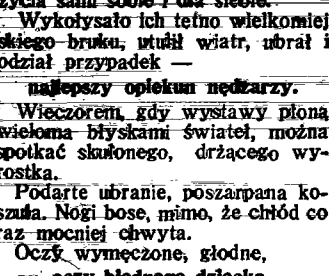 życia sami sobie i dla siebie.
Wykołysało ich tętno wielkomiej
skiego bruku, utulił wiatr, ubrał i
odział przypadek —
najlepszy opiekun nędzarzy.
Wieczorem, gdy wystawy płoną
wieloma błyskami świateł, można
spotkać skulonego, drżącego wy-
rostka.
Podarte ubranie, poszarpana ko-
szula. Nogi bose, mimo, że chłód co
raz mocniej chwyta.
Oczy wymęczone, głodne,
oczy biednego dziecka